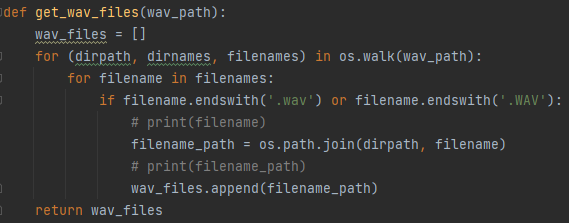 def get_wav_files(wav_path):
    wav_files = []
    for (dirpath, dirnames, filenames) in os.walk(wav_path):
        for filename in filenames:
            if filename.endswith('.wav') or filename.endswith('.WAV'):
                # print(filename)
                filename_path = os.path.join(dirpath, filename)
                # print(filename_path)
                wav_files.append(filename_path)
    return wav_files